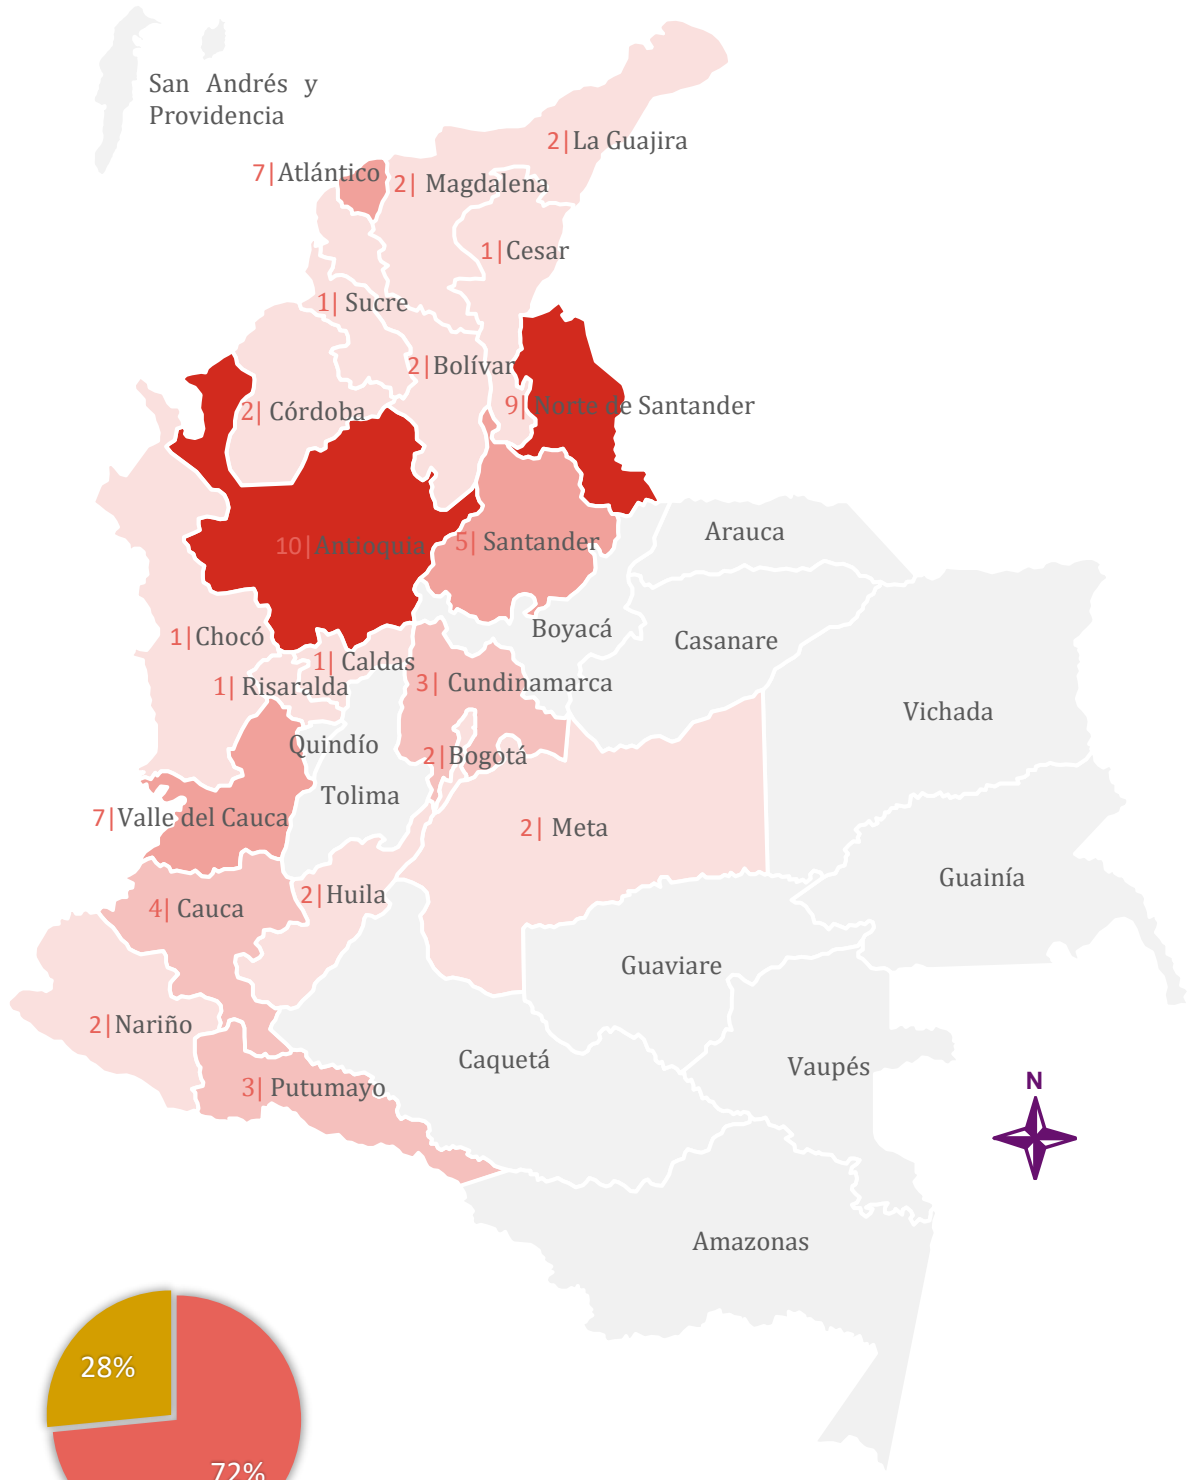 San Andrés y
Providencia
2| La Guajira
7| Atlántico
2| Magdalena
1| Cesar
1| Sucre
2| Bolívar
9| Norte de Santander
2| Córdoba
Arauca
10| Antioquia
5| Santander
Boyacá
Casanare
1| Chocó
1| Caldas
1| Risaralda
3| Cundinamarca
Vichada
Quindío
2| Bogotá
Tolima
7| Valle del Cauca
2| Meta
Guainía
2| Huila
4| Cauca
Guaviare
2| Nariño
Caquetá
Vaupés
3| Putumayo
N
Amazonas
28%
72%